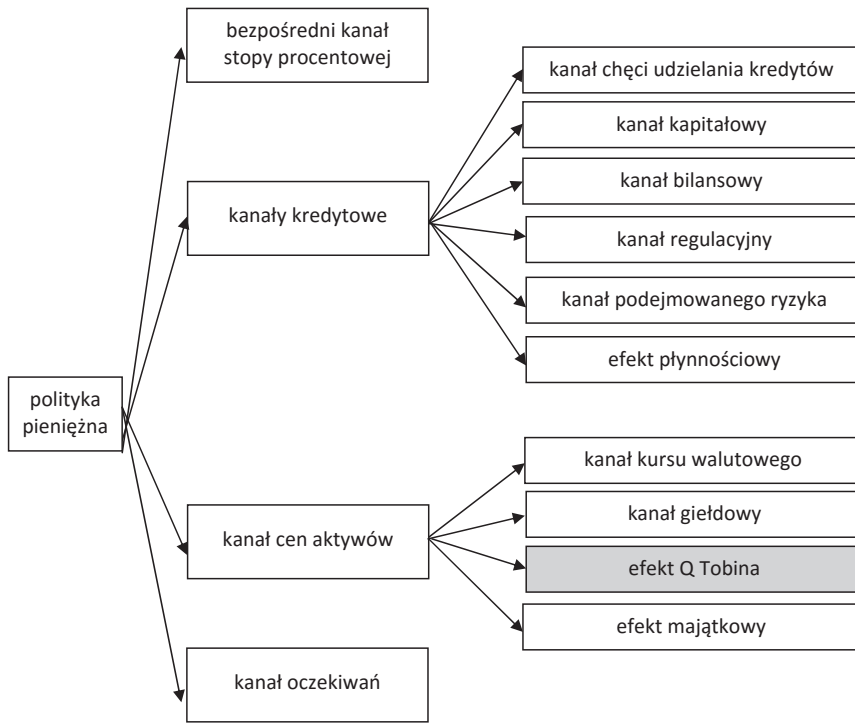 bezpośredni kanał
stopy procentowej
kanał chęci udzielania kredytów
kanał kapitałowy
kanał bilansowy
kanały kredytowe
kanał regulacyjny
kanał podejmowanego ryzyka
efekt płynnościowy
polityka
pieniężna
kanał kursu walutowego
kanał giełdowy
kanał cen aktywów
efekt Q Tobina
efekt majątkowy
kanał oczekiwań